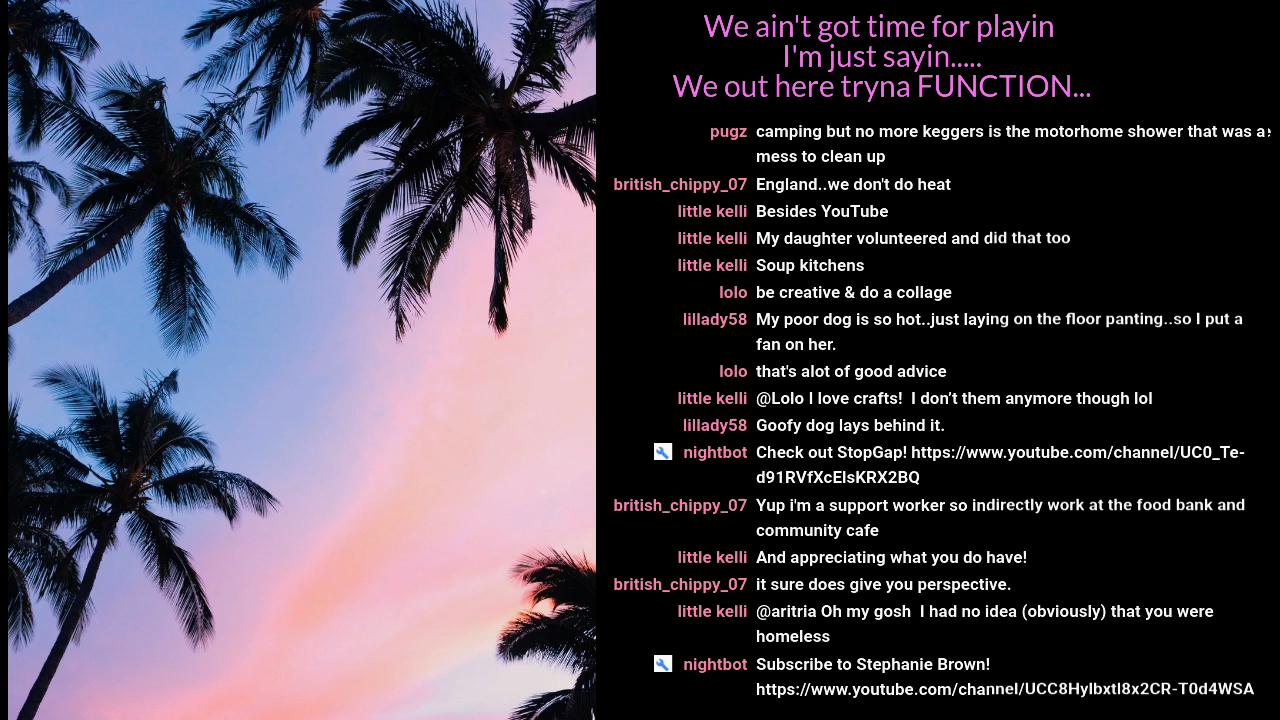 We ain't got time for playin
I'm just sayin.....
We out here tryna FUNCTION...
pugz camping but no more keggers is the motorhome shower that was a
mess to clean up
british_chippy_07 England..we don't do heat
little kelli Besides YouTube
little kelli My daughter volunteered and did that too
little kelli Soup kitchens
lolo be creative & do a collage
lillady58 My poor dog is so hot..just laying on the floor panting..so I put a
fan on her.
lolo that's alot of good advice
little kelli @Lolo I love crafts!  I don’t them anymore though lol
lillady58 Goofy dog lays behind it.
nightbot Check out StopGap! https://www.youtube.com/channel/UC0_Te-
d91RVfXcEIsKRX2BQ
british_chippy_07 Yup i'm a support worker so indirectly work at the food bank and
community cafe
little kelli And appreciating what you do have!
british_chippy_07 it sure does give you perspective.
little kelli @aritria Oh my gosh  I had no idea (obviously) that you were
homeless
nightbot Subscribe to Stephanie Brown!
https://www.youtube.com/channel/UCC8HyIbxtI8x2CR-T0d4WSA